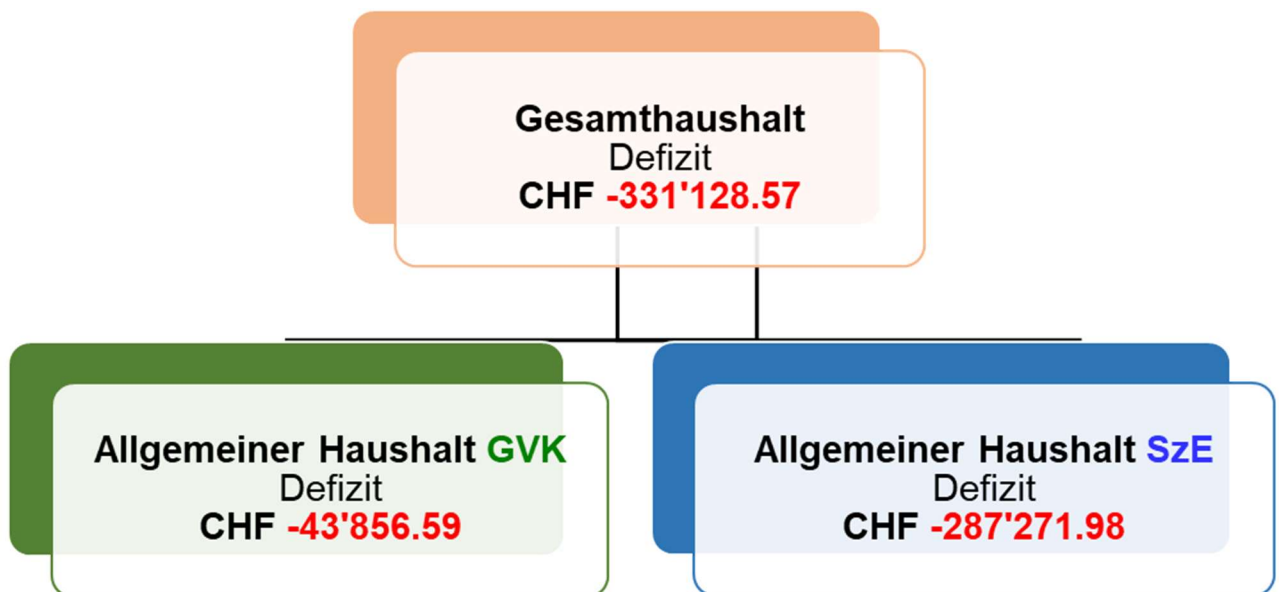 Gesamthaushalt
Defizit
CHF -331'128.57
Allgemeiner Haushalt GVK
Defizit
CHF -43'856.59
Allgemeiner Haushalt SzE
Defizit
CHF -287'271.98